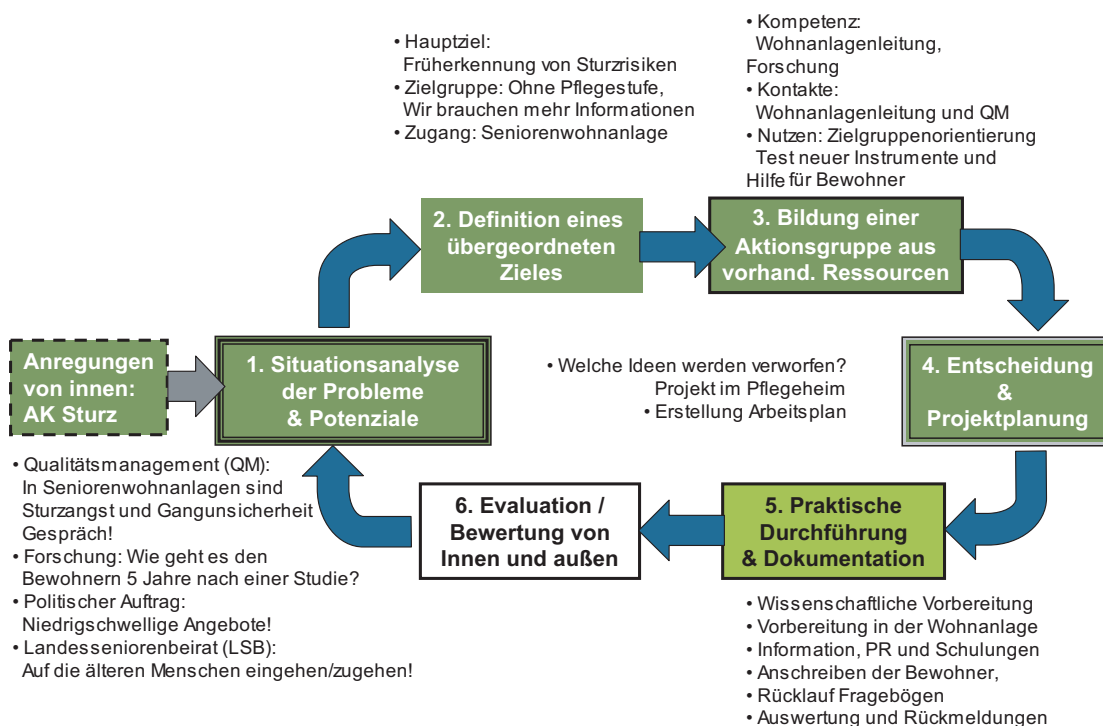 • Hauptziel:
Früherkennung von Sturzrisiken
• Zielgruppe: Ohne Pflegestufe,
Wir brauchen mehr Informationen
• Zugang: Seniorenwohnanlage
• Kompetenz:
Wohnanlagenleitung,
Forschung
• Kontakte:
Wohnanlagenleitung und QM
• Nutzen: Zielgruppenorientierung
Test neuer Instrumente und
Hilfe für Bewohner
2. Definition eines
übergeordneten
Zieles
3. Bildung einer
Aktionsgruppe aus
vorhand. Ressourcen
Anregungen
von innen:
AK Sturz
1. Situationsanalyse
der Probleme
& Potenziale
• Welche Ideen werden verworfen?
Projekt im Pflegeheim
• Erstellung Arbeitsplan
4. Entscheidung
&
Projektplanung
• Qualitätsmanagement (QM):
In Seniorenwohnanlagen sind
Sturzangst und Gangunsicherheit
Gespräch!
• Forschung: Wie geht es den
Bewohnern 5 Jahre nach einer Studie?
• Politischer Auftrag:
Niedrigschwellige Angebote!
• Landesseniorenbeirat (LSB):
Auf die älteren Menschen eingehen/zugehen!
6. Evaluation /
Bewertung von
Innen und außen
5. Praktische
Durchführung
& Dokumentation
• Wissenschaftliche Vorbereitung
• Vorbereitung in der Wohnanlage
• Information, PR und Schulungen
• Anschreiben der Bewohner,
• Rücklauf Fragebögen
• Auswertung und Rückmeldungen